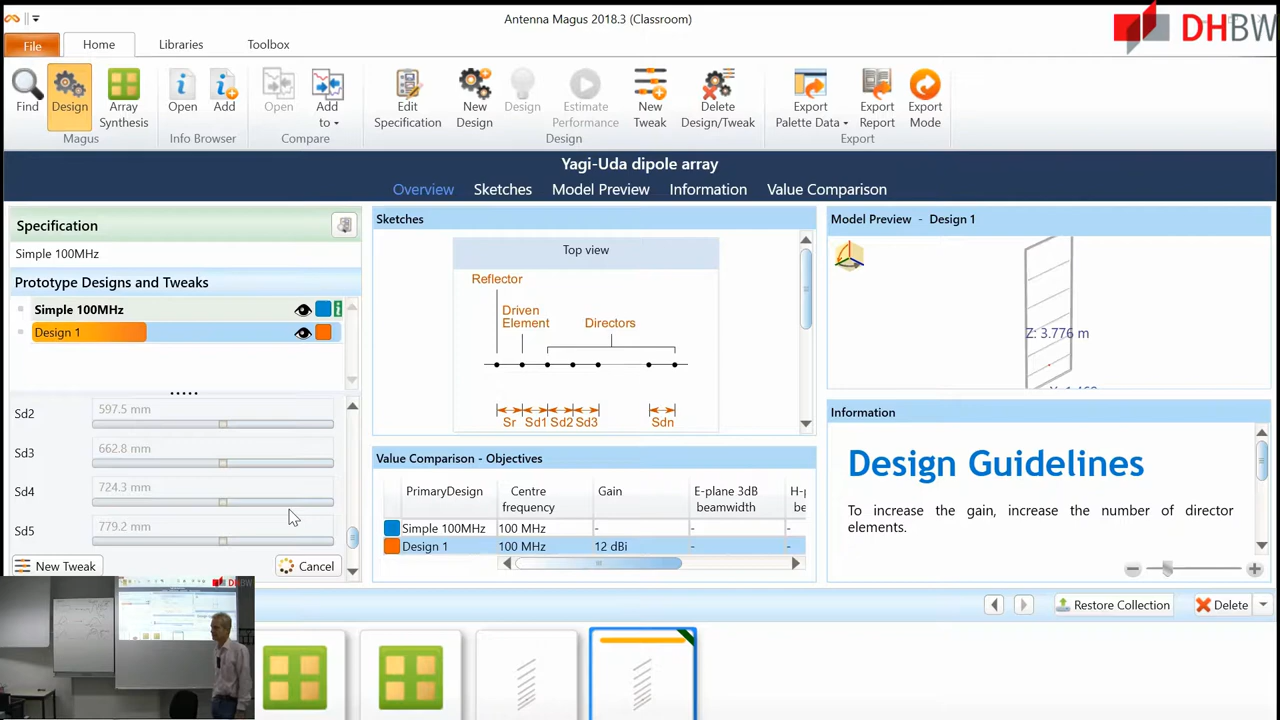 Antenna Magus 2018.3 (Classroom)
DHBW
File
Home
Libraries
Toolbox
Find
Design
Array
Synthesis
Magus
Open
Add
Info Browser
Open
Add
to
Compare
Edit
Specification
New
Design
Design
Estimate
Performance
New
Tweak
Delete
Design/Tweak
Design
Export
Palette Data
Export
Report
Export
Mode
Export
Yagi-Uda dipole array
Overview
Sketches
Model Preview
Information
Value Comparison
Specification
Simple 100MHz
Prototype Designs and Tweaks
Simple 100MHz
Design 1
Sd2
597.5 mm
Sd3
662.8 mm
Sd4
724.3 mm
Sd5
779.2 mm
New Tweak
Cancel
Sketches
Top view
Reflector
Driven
Element
Directors
Sr
Sd1
Sd2
Sd3
Sdn
Value Comparison - Objectives
PrimaryDesign
Centre
frequency
Gain
E-plane 3dB
beamwidth
H-p
be
Simple 100MHz
100 MHz
-
-
-
Design 1
100 MHz
12 dBi
-
-
Model Preview - Design 1
Z: 3.776 m
Information
Design Guidelines
To increase the gain, increase the number of director
elements.
Restore Collection
Delete